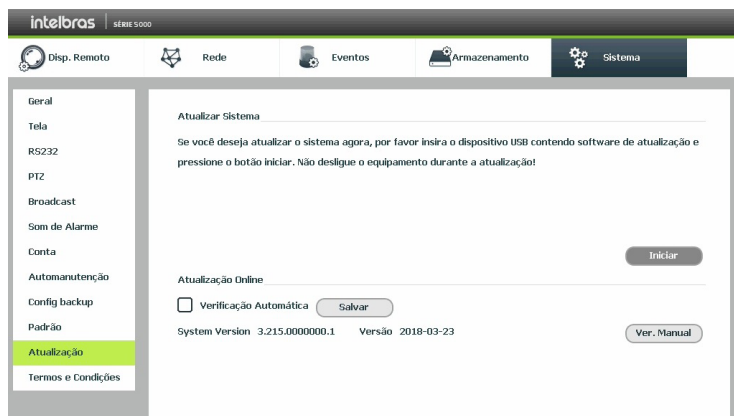 intelbras SÉRIE 5000
Disp. Remoto Rede Eventos Armazenamento Sistema
Geral
Tela
RS232
PTZ
Broadcast
Som de Alarme
Conta
Automanutenção
Config backup
Padrão
Atualização
Termos e Condições
Atualizar Sistema
Se você deseja atualizar o sistema agora, por favor insira o dispositivo USB contendo software de atualização e
pressione o botão iniciar. Não desligue o equipamento durante a atualização!
Iniciar
Atualização Online
Verificação Automática Salvar
System Version 3.215.0000000.1 Versão 2018-03-23 Ver. Manual